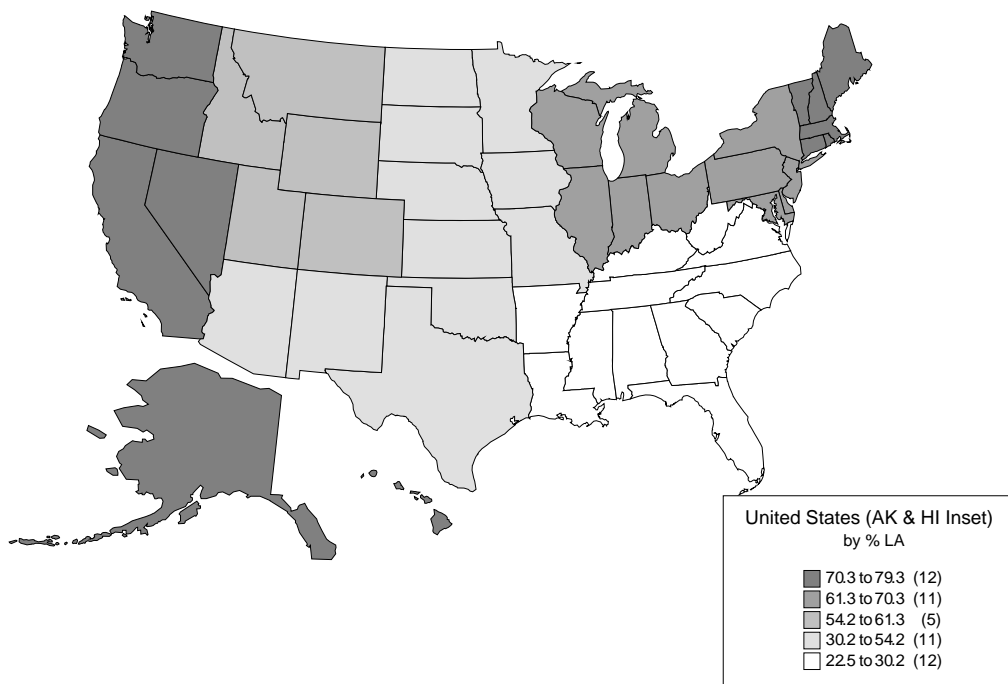 United States (AK & HI Inset)
by % LA
70.3 to 79.3 (12)
61.3 to 70.3 (11)
54.2 to 61.3 (5)
30.2 to 54.2 (11)
22.5 to 30.2 (12)